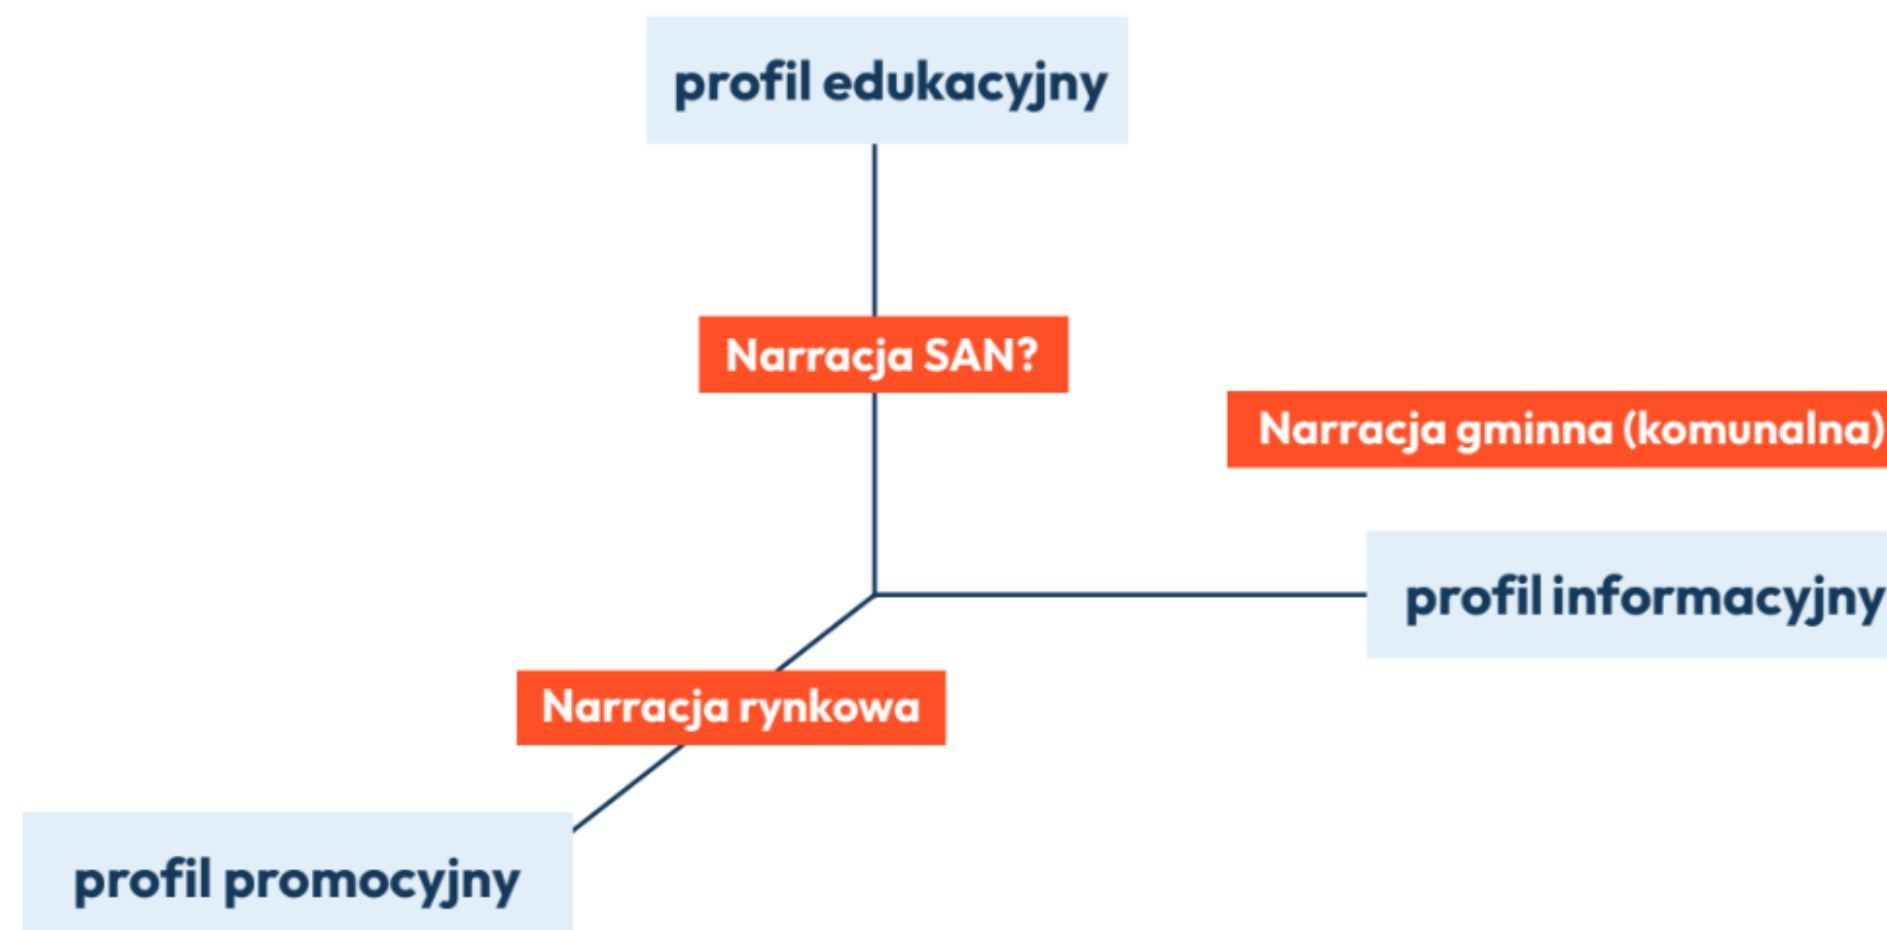 profil edukacyjny
Narracja SAN?
Narracja gminna (komunalna)
profil informacyjny
Narracja rynkowa
profil promocyjny